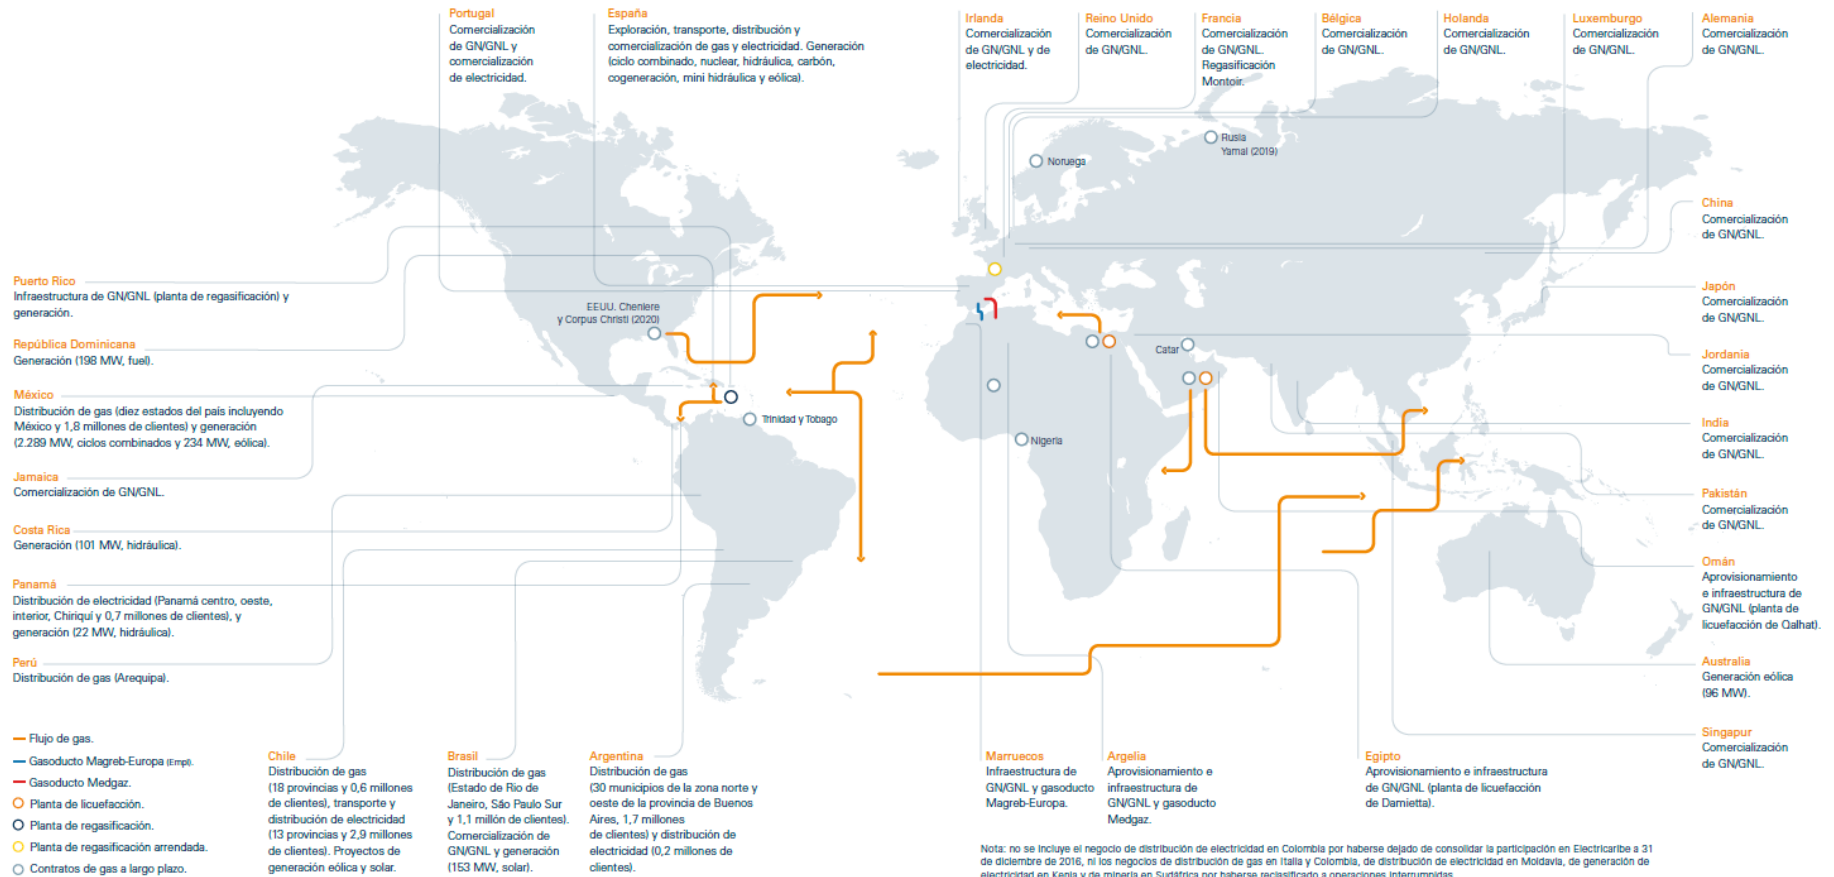 Portugal
Comercialización
de GN/GNL y
comercialización
de electricidad.
España
Exploración, transporte, distribución y
comercialización de gas y electricidad. Generación
(ciclo combinado, nuclear, hidráulica, carbón,
cogeneración, mini hidráulica y eólica).
Irlanda
Comercialización
de GN/GNL y de
electricidad.
Reino Unido
Comercialización
de GN/GNL.
Francia
Comercialización
de GN/GNL.
Regasificación
Montoir.
Bélgica
Comercialización
de GN/GNL.
Holanda
Comercialización
de GN/GNL.
Luxemburgo
Comercialización
de GN/GNL.
Alemania
Comercialización
de GN/GNL.
Rusia
Yamal (2019)
Noruega
China
Comercialización
de GN/GNL.
Puerto Rico
Infraestructura de GN/GNL (planta de regasificación) y
generación.
República Dominicana
Generación (198 MW, fuel).
México
Distribución de gas (diez estados del país incluyendo
México y 1,8 millones de clientes) y generación
(2.289 MW, ciclos combinados y 234 MW, eólica).
Jamaica
Comercialización de GN/GNL.
Costa Rica
Generación (101 MW, hidráulica).
Panamá
Distribución de electricidad (Panamá centro, oeste,
interior, Chiriquí y 0,7 millones de clientes), y
generación (22 MW, hidráulica).
Perú
Distribución de gas (Arequipa).
EEUU. Cheniere
y Corpus Christi (2020)
Trinidad y Tobago
Catar
Nigeria
Japón
Comercialización
de GN/GNL.
Jordania
Comercialización
de GN/GNL.
India
Comercialización
de GN/GNL.
Pakistán
Comercialización
de GN/GNL.
Omán
Aprovisionamiento
e infraestructura de
GN/GNL (planta de
licuefacción de Qalhat).
Australia
Generación eólica
(96 MW).
Singapur
Comercialización
de GN/GNL.
Flujo de gas.
Gasoducto Magreb-Europa (Empl).
Gasoducto Medgaz.
Planta de licuefacción.
Planta de regasificación.
Planta de regasificación arrendada.
Contratos de gas a largo plazo.
Chile
Distribución de gas
(18 provincias y 0,6 millones
de clientes), transporte y
distribución de electricidad
(13 provincias y 2,9 millones
de clientes). Proyectos de
generación eólica y solar.
Brasil
Distribución de gas
(Estado de Rio de
Janeiro, São Paulo Sur
y 1,1 millón de clientes).
Comercialización de
GN/GNL y generación
(153 MW, solar).
Argentina
Distribución de gas
(30 municipios de la zona norte y
oeste de la provincia de Buenos
Aires, 1,7 millones
de clientes) y distribución de
electricidad (0,2 millones de
clientes).
Marruecos
Infraestructura de
GN/GNL y gasoducto
Magreb-Europa.
Argelia
Aprovisionamiento e
infraestructura de
GN/GNL y gasoducto
Medgaz.
Egipto
Aprovisionamiento e infraestructura
de GN/GNL (planta de licuefacción
de Damietta).
Nota: no se incluye el negocio de distribución de electricidad en Colombia por haberse dejado de consolidar la participación en Electricaribe a 31
de diciembre de 2016, ni los negocios de distribución de gas en Italia y Colombia, de distribución de electricidad en Moldavia, de generación de
electricidad en Kenia y de minería en Sudáfrica por haberse reclasificado a operaciones interrumpidas.